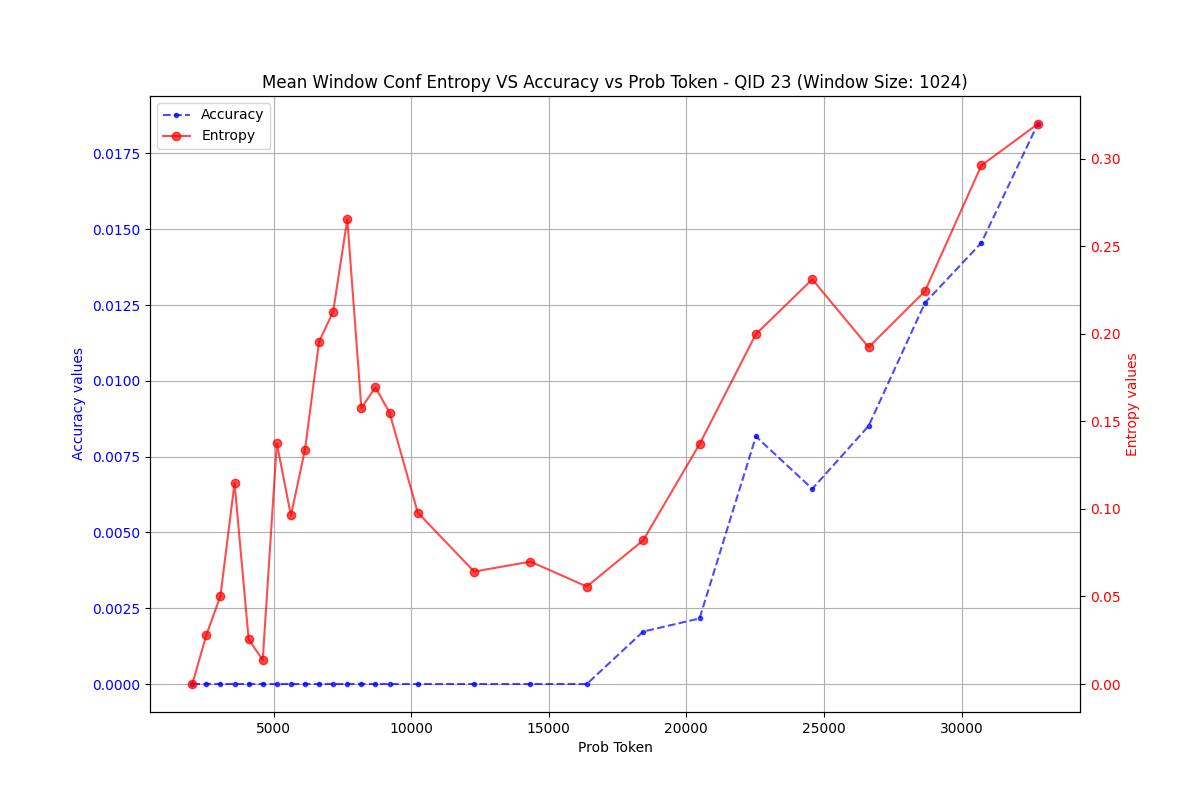 Mean Window Conf Entropy VS Accuracy vs Prob Token - QID 23 (Window Size: 1024)
Accuracy
Entropy
Accuracy values
0.0175
0.0150
0.0125
0.0100
0.0075
0.0050
0.0025
0.0000
0.30
0.25
0.20
0.15
0.10
0.05
0.00
Entropy values
5000 10000 15000 20000 25000 30000
Prob Token